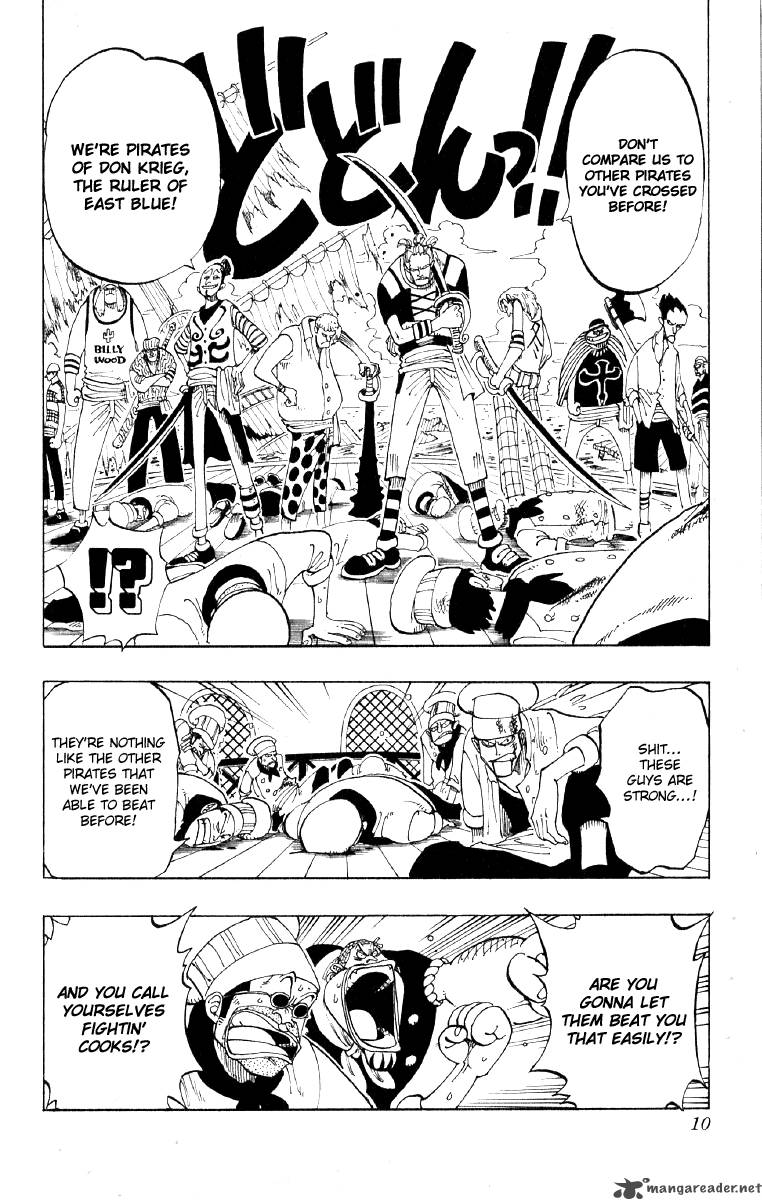 DON'T
COMPARE US TO
OTHER PIRATES
YOU'VE CROSSED
BEFORE!
どどんっ!!
WE'RE PIRATES
OF DON KRIEG,
THE RULER OF
EAST BLUE!
BILLY
WOOD
!?
SHIT...
THESE
GUYS ARE
STRONG...!
THEY'RE NOTHING
LIKE THE OTHER
PIRATES THAT
WE'VE BEEN
ABLE TO BEAT
BEFORE!
ARE YOU
GONNA LET
THEM BEAT YOU
THAT EASILY!?
AND YOU CALL
YOURSELVES
FIGHTIN'
COOKS!?
10
mangareader.net